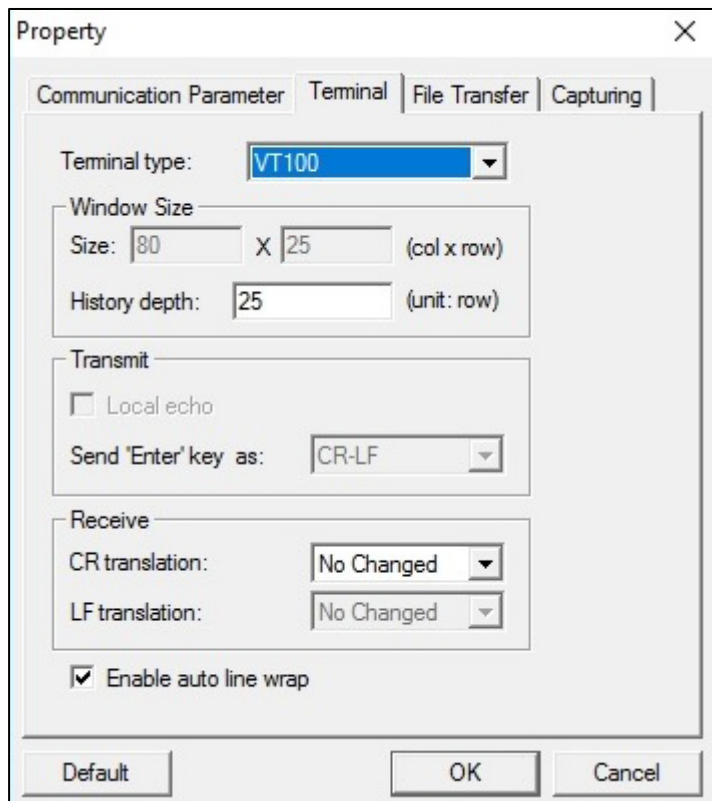 Property
Communication Parameter Terminal File Transfer Capturing
Terminal type: VT100
Window Size
Size: 80 X 25 (col x row)
History depth: 25 (unit: row)
Transmit
Local echo
Send 'Enter' key as: CR-LF
Receive
CR translation: No Changed
LF translation: No Changed
Enable auto line wrap
Default OK Cancel